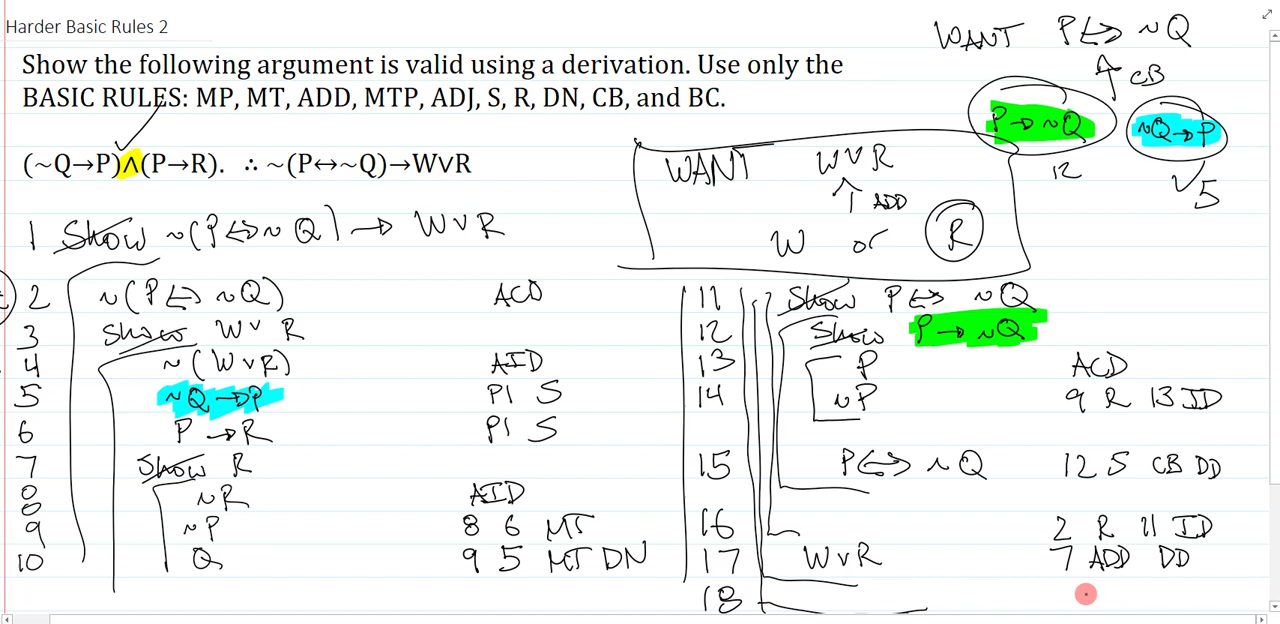 Harder Basic Rules 2
Show the following argument is valid using a derivation. Use only the
BASIC RULES: MP, MT, ADD, MTP, ADJ, S, R, DN, CB, and BC.
(~Q→P)∧(P→R). ∴ ~(P↔~Q)→W∨R
WANT P↔~Q
↑ CB
P→~Q ~Q→P
12 ✓5
WANT W∨R
↑ ADD
W or R
1 Show ~(P↔~Q)→ W∨R
2 ~(P↔~Q) ACD
3 Show W∨R
4 ~(W∨R) AID
5 ~Q→P P1 S
6 P→R P1 S
7 Show R
8 ~R AID
9 ~P 8 6 MT
10 Q 9 5 MT DN
11 Show P↔~Q
12 Show P→~Q
13 P ACD
14 ~P 9 R 13 ID
15 P↔~Q 12 5 CB DD
16 2 R 11 ID
17 W∨R 7 ADD DD
18